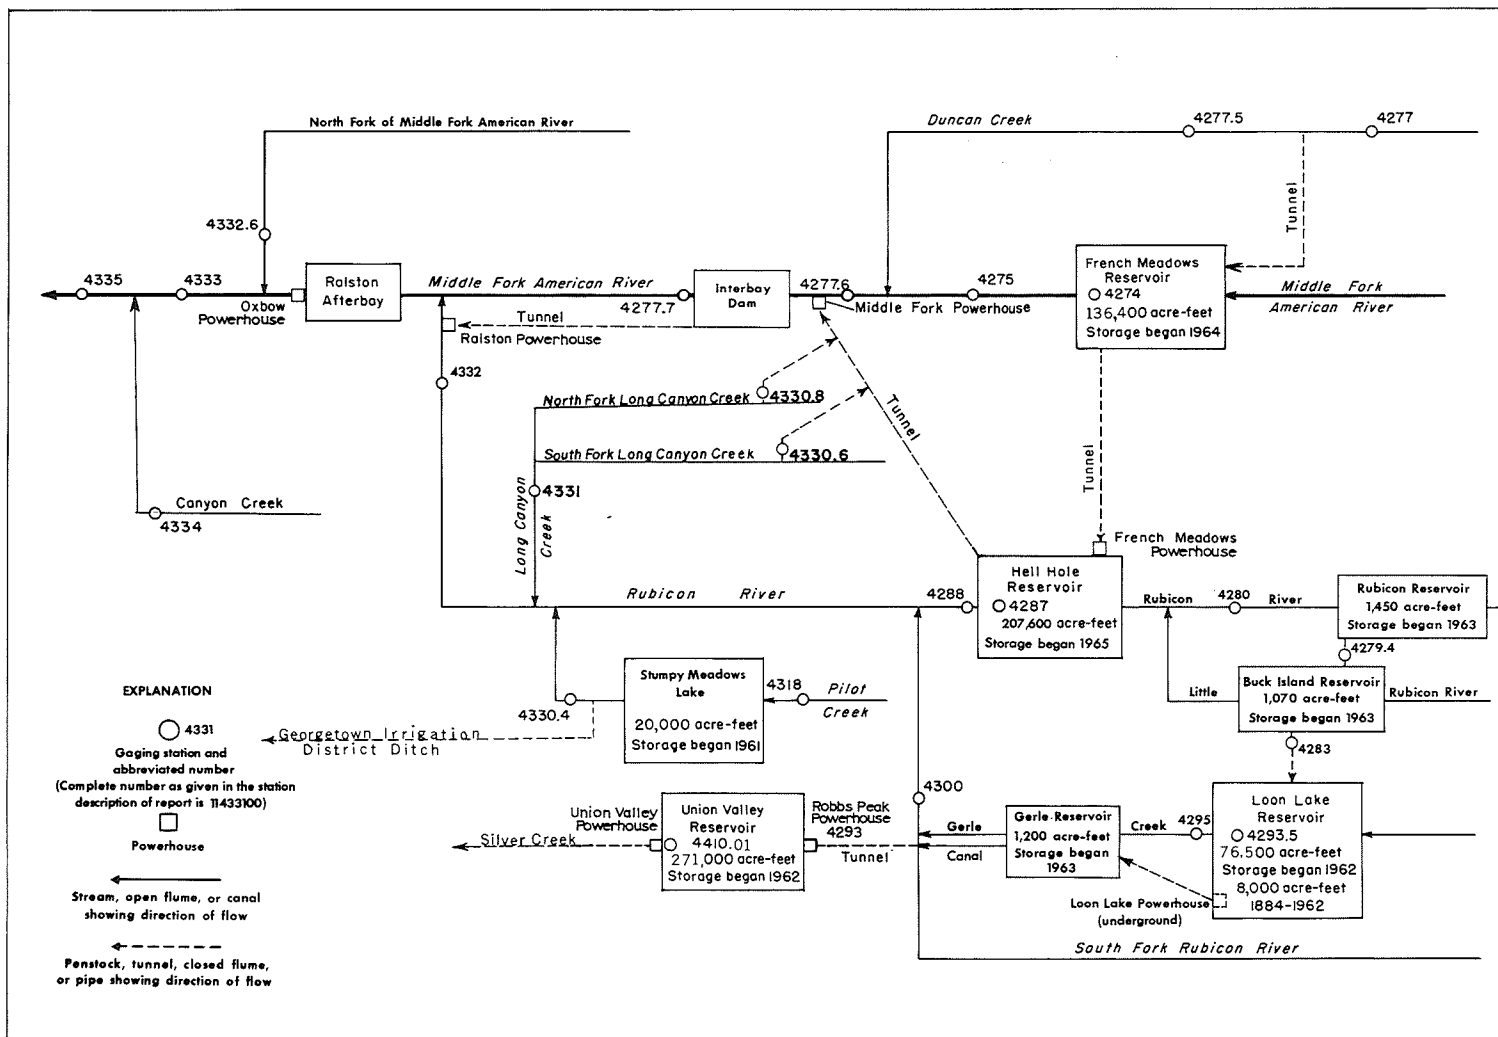 North Fork of Middle Fork American River
Duncan Creek
4277.5
4277
Tunnel
4332.6
4335
4333
Oxbow
Powerhouse
Ralston
Afterbay
Middle Fork American River
4277.7
Interbay
Dam
4277.6
4275
Middle Fork Powerhouse
French Meadows
Reservoir
4274
136,400 acre-feet
Storage began 1964
Middle Fork
American River
Tunnel
Ralston Powerhouse
4332
North Fork Long Canyon Creek
4330.8
South Fork Long Canyon Creek
4330.6
Tunnel
Tunnel
4331
Long Canyon
Creek
Canyon Creek
4334
French Meadows
Powerhouse
Hell Hole
Reservoir
4287
207,600 acre-feet
Storage began 1965
Rubicon River
4288
Rubicon
4280
River
Rubicon Reservoir
1,450 acre-feet
Storage began 1963
4279.4
Buck Island Reservoir
1,070 acre-feet
Storage began 1963
Little
Rubicon River
4283
Stumpy Meadows
Lake
20,000 acre-feet
Storage began 1961
4318
Pilot
Creek
4330.4
Georgetown Irrigation
District Ditch
EXPLANATION
4331
Gaging station and
abbreviated number
(Complete number as given in the station
description of report is 11433100)
Powerhouse
Stream, open flume, or canal
showing direction of flow
Penstock, tunnel, closed flume,
or pipe showing direction of flow
4300
Union Valley
Powerhouse
Silver Creek
Union Valley
Reservoir
4410.01
271,000 acre-feet
Storage began 1962
Robbs Peak
Powerhouse
4293
Tunnel
Gerle
Canal
Gerle Reservoir
1,200 acre-feet
Storage began
1963
Creek
4295
Loon Lake
Reservoir
4293.5
76,500 acre-feet
Storage began 1962
8,000 acre-feet
1884-1962
Loon Lake Powerhouse
(underground)
South Fork Rubicon River